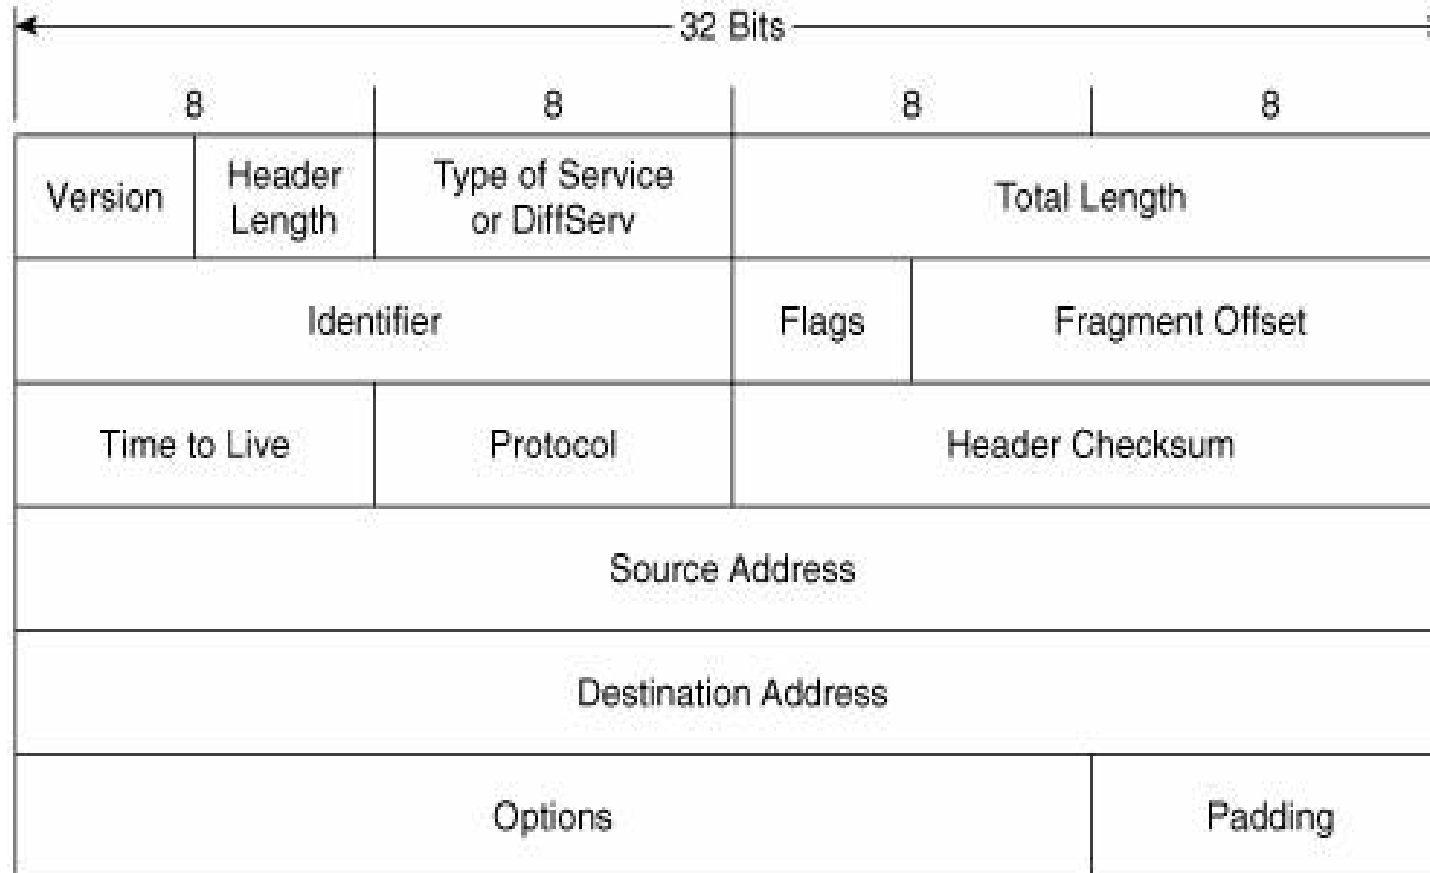 32 Bits
8 8 8 8
Version Header Length Type of Service or DiffServ Total Length
Identifier Flags Fragment Offset
Time to Live Protocol Header Checksum
Source Address
Destination Address
Options Padding